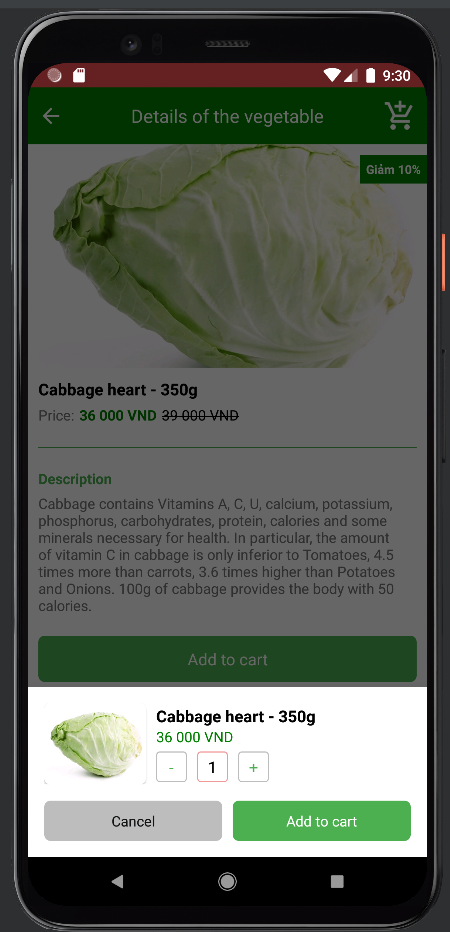 9:30
Details of the vegetable
Giảm 10%
Cabbage heart - 350g
Price: 36 000 VND 39 000 VND
Description
Cabbage contains Vitamins A, C, U, calcium, potassium,
phosphorus, carbohydrates, protein, calories and some
minerals necessary for health. In particular, the amount
of vitamin C in cabbage is only inferior to Tomatoes, 4.5
times more than carrots, 3.6 times higher than Potatoes
and Onions. 100g of cabbage provides the body with 50
calories.
Add to cart
Cabbage heart - 350g
36 000 VND
- 1 +
Cancel Add to cart